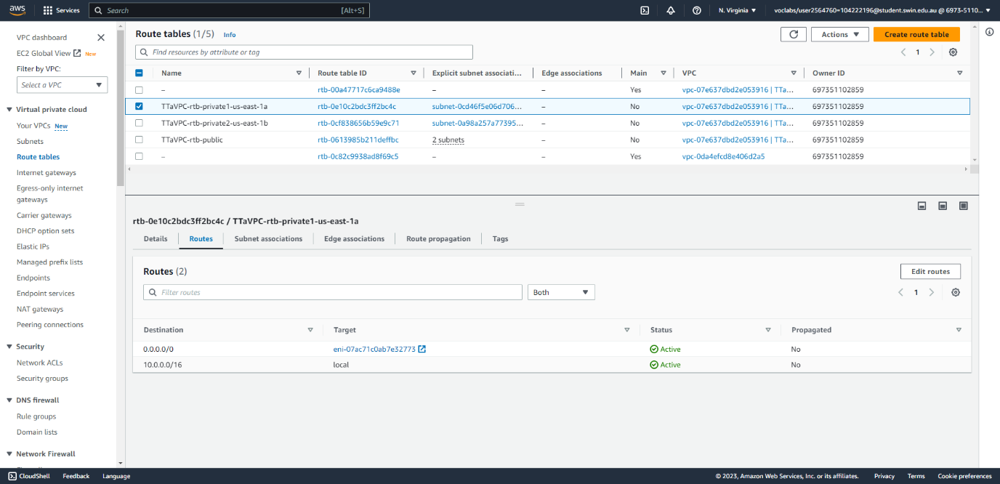 aws Services Search [Alt+S] N. Virginia voclabs/user2564760=104222196@student.swin.edu.au @ 6973-5110...
VPC dashboard
EC2 Global View New
Filter by VPC:
Select a VPC
Virtual private cloud
Your VPCs New
Subnets
Route tables
Internet gateways
Egress-only internet
gateways
Carrier gateways
DHCP option sets
Elastic IPs
Managed prefix lists
Endpoints
Endpoint services
NAT gateways
Peering connections
Security
Network ACLs
Security groups
DNS firewall
Rule groups
Domain lists
Network Firewall
Route tables (1/5) Info
Actions Create route table
Find resources by attribute or tag
1
Name Route table ID Explicit subnet associati... Edge associations Main VPC Owner ID
– rtb-00a47717c6ca9488e – – Yes vpc-07e637dbd2e053916 | TTa... 697351102859
TTaVPC-rtb-private1-us-east-1a rtb-0e10c2bdc3ff2bc4c subnet-0cd46f5e06d706... – No vpc-07e637dbd2e053916 | TTa... 697351102859
TTaVPC-rtb-private2-us-east-1b rtb-0cf838656b59e9c71 subnet-0a98a257a77395... – No vpc-07e637dbd2e053916 | TTa... 697351102859
TTaVPC-rtb-public rtb-0613985b211deffbc 2 subnets – No vpc-07e637dbd2e053916 | TTa... 697351102859
– rtb-0c82c9938ad8f69c5 – – Yes vpc-0da4efcd8e406d2a5 697351102859
rtb-0e10c2bdc3ff2bc4c / TTaVPC-rtb-private1-us-east-1a
Details Routes Subnet associations Edge associations Route propagation Tags
Routes (2)
Edit routes
Filter routes Both 1
Destination Target Status Propagated
0.0.0.0/0 eni-07ac71c0ab7e32773 Active No
10.0.0.0/16 local Active No
CloudShell Feedback Language © 2023, Amazon Web Services, Inc. or its affiliates. Privacy Terms Cookie preferences